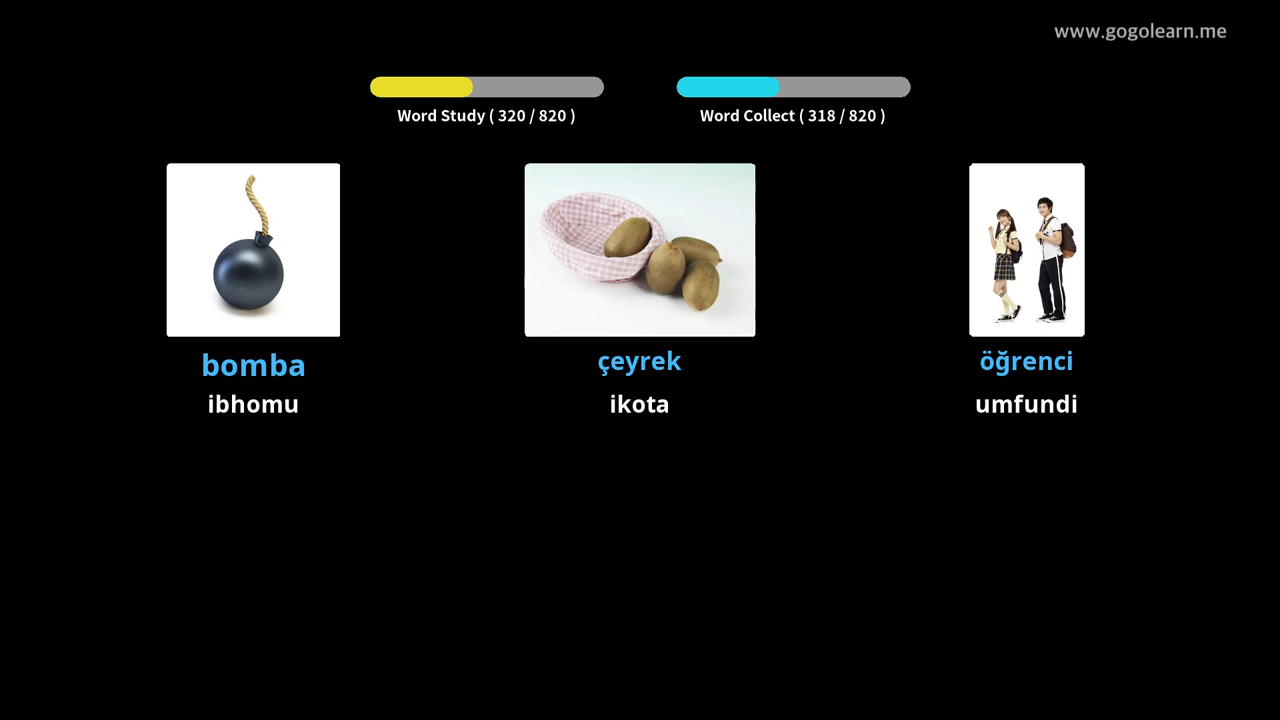 www.gogolearn.me
Word Study ( 320 / 820 )
Word Collect ( 318 / 820 )
bomba
çeyrek
öğrenci
ibhomu
ikota
umfundi